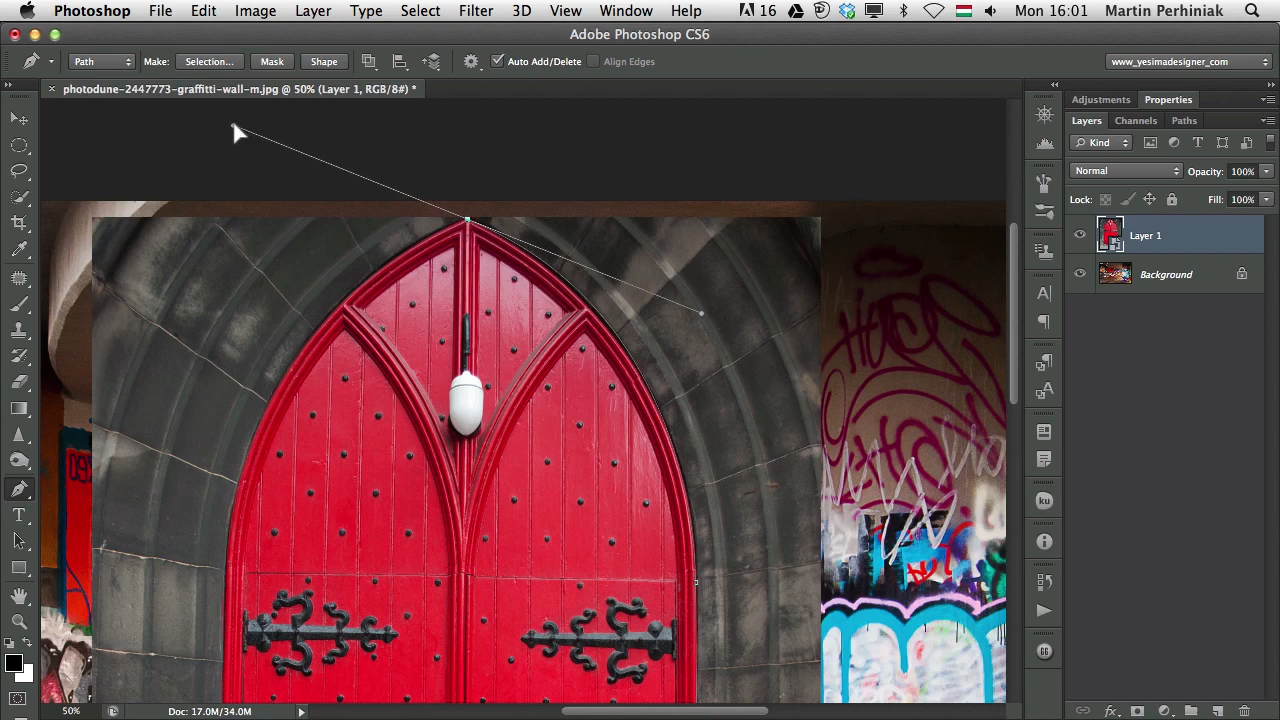 Photoshop File Edit Image Layer Type Select Filter 3D View Window Help 16 Mon 16:01 Martin Perhiniak
Adobe Photoshop CS6
Path Make: Selection... Mask Shape Auto Add/Delete Align Edges www_yesimadesigner_com
× photodune-2447773-graffitti-wall-m.jpg @ 50% (Layer 1, RGB/8#) *
Adjustments Properties
Layers Channels Paths
Kind
Normal Opacity: 100%
Lock: Fill: 100%
Layer 1
Background
50% Doc: 17.0M/34.0M